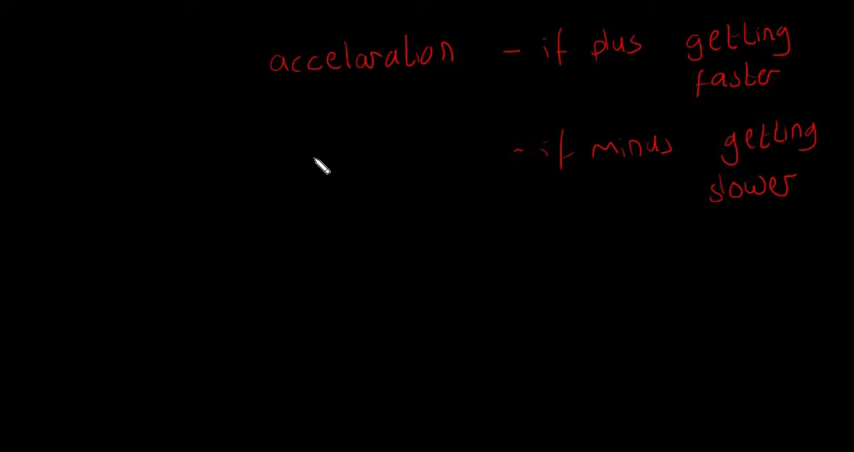 accelaration - if plus getting
faster
- if minus getting
slower